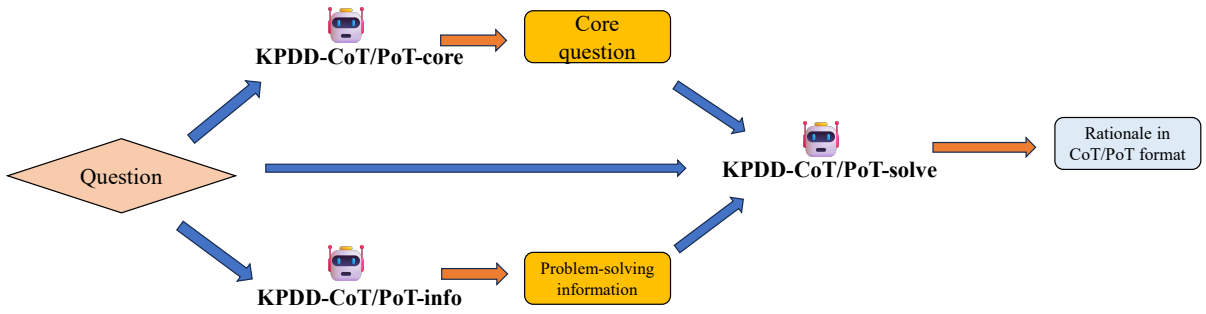 KPDD-CoT/PoT-core
Core
question
Question
KPDD-CoT/PoT-solve
Rationale in
CoT/PoT format
KPDD-CoT/PoT-info
Problem-solving
information